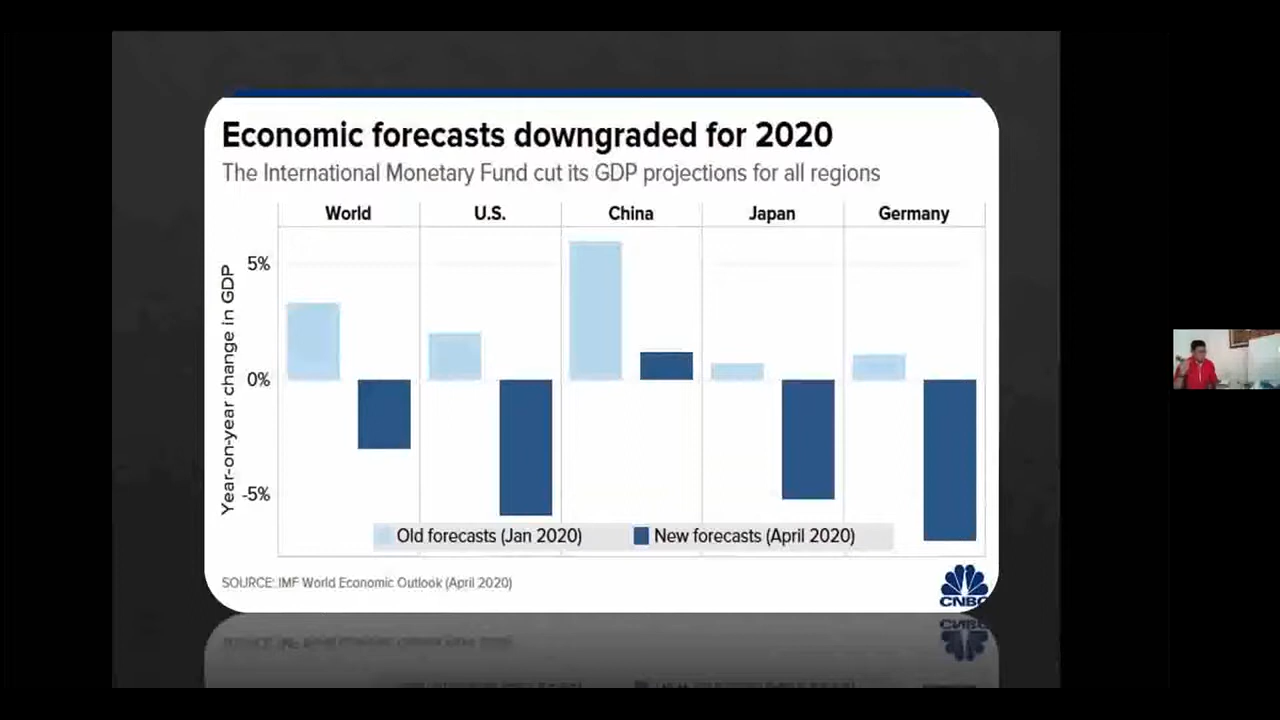 Economic forecasts downgraded for 2020
The International Monetary Fund cut its GDP projections for all regions
World U.S. China Japan Germany
Year-on-year change in GDP
5%
0%
-5%
Old forecasts (Jan 2020) New forecasts (April 2020)
SOURCE: IMF World Economic Outlook (April 2020)
CNBC